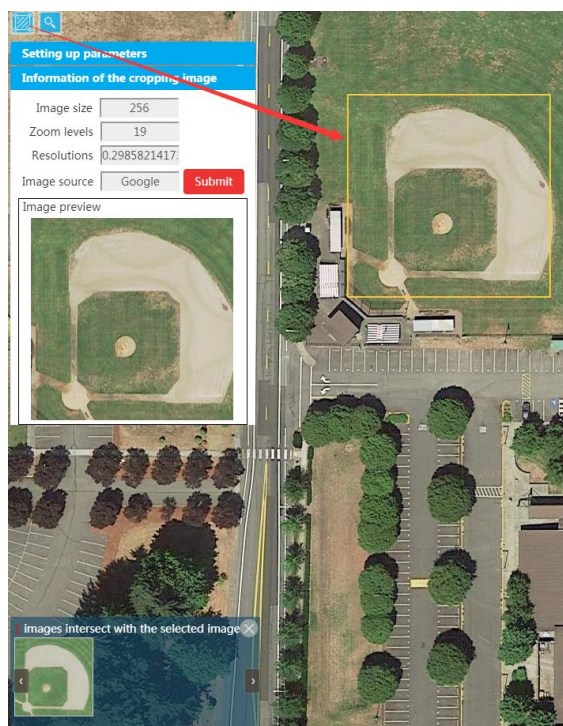 Setting up parameters
Information of the cropping image
Image size 256
Zoom levels 19
Resolutions 0.2985821417
Image source Google Submit
Image preview
1 images intersect with the selected image